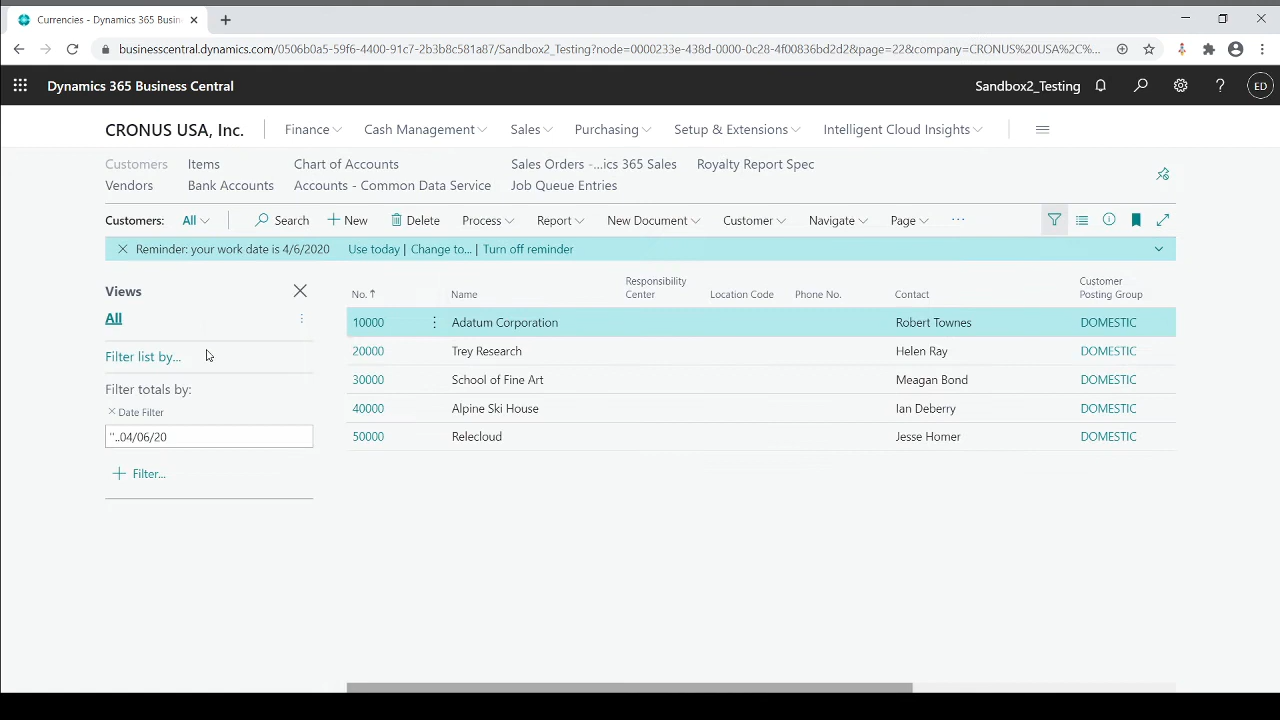 Currencies - Dynamics 365 Busin
businesscentral.dynamics.com/0506b0a5-59f6-4400-91c7-2b3b8c581a87/Sandbox2_Testing?node=0000233e-438d-0000-0c28-4f00836bd2d2&page=22&company=CRONUS%20USA%2C%...
Dynamics 365 Business Central
Sandbox2_Testing
ED
CRONUS USA, Inc.
Finance
Cash Management
Sales
Purchasing
Setup & Extensions
Intelligent Cloud Insights
Customers
Items
Chart of Accounts
Sales Orders -...ics 365 Sales
Royalty Report Spec
Vendors
Bank Accounts
Accounts - Common Data Service
Job Queue Entries
Customers: All
Search
New
Delete
Process
Report
New Document
Customer
Navigate
Page
Reminder: your work date is 4/6/2020 Use today | Change to... | Turn off reminder
Views
All
Filter list by...
Filter totals by:
Date Filter
''..04/06/20
Filter...
No. Name Responsibility Center Location Code Phone No. Contact Customer Posting Group
10000 Adatum Corporation Robert Townes DOMESTIC
20000 Trey Research Helen Ray DOMESTIC
30000 School of Fine Art Meagan Bond DOMESTIC
40000 Alpine Ski House Ian Deberry DOMESTIC
50000 Relecloud Jesse Homer DOMESTIC